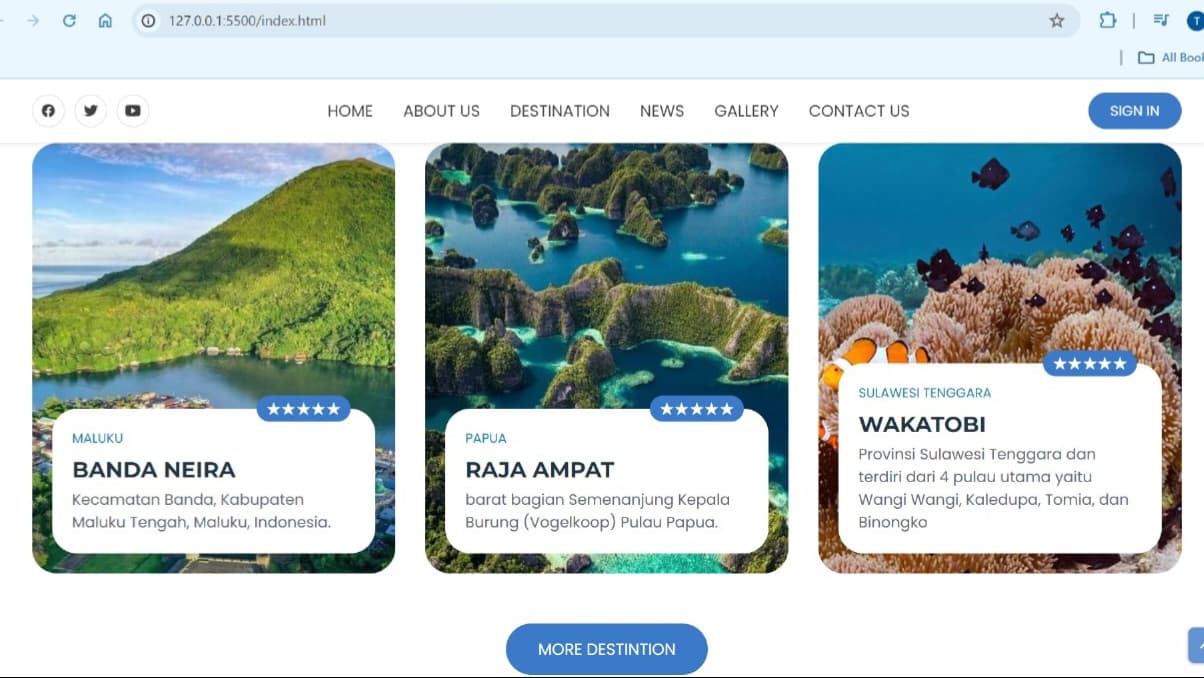 127.0.0.1:5500/index.html
All Bool
HOME ABOUT US DESTINATION NEWS GALLERY CONTACT US SIGN IN
MALUKU
BANDA NEIRA
Kecamatan Banda, Kabupaten
Maluku Tengah, Maluku, Indonesia.
PAPUA
RAJA AMPAT
barat bagian Semenanjung Kepala
Burung (Vogelkoop) Pulau Papua.
SULAWESI TENGGARA
WAKATOBI
Provinsi Sulawesi Tenggara dan
terdiri dari 4 pulau utama yaitu
Wangi Wangi, Kaledupa, Tomia, dan
Binongko
MORE DESTINTION